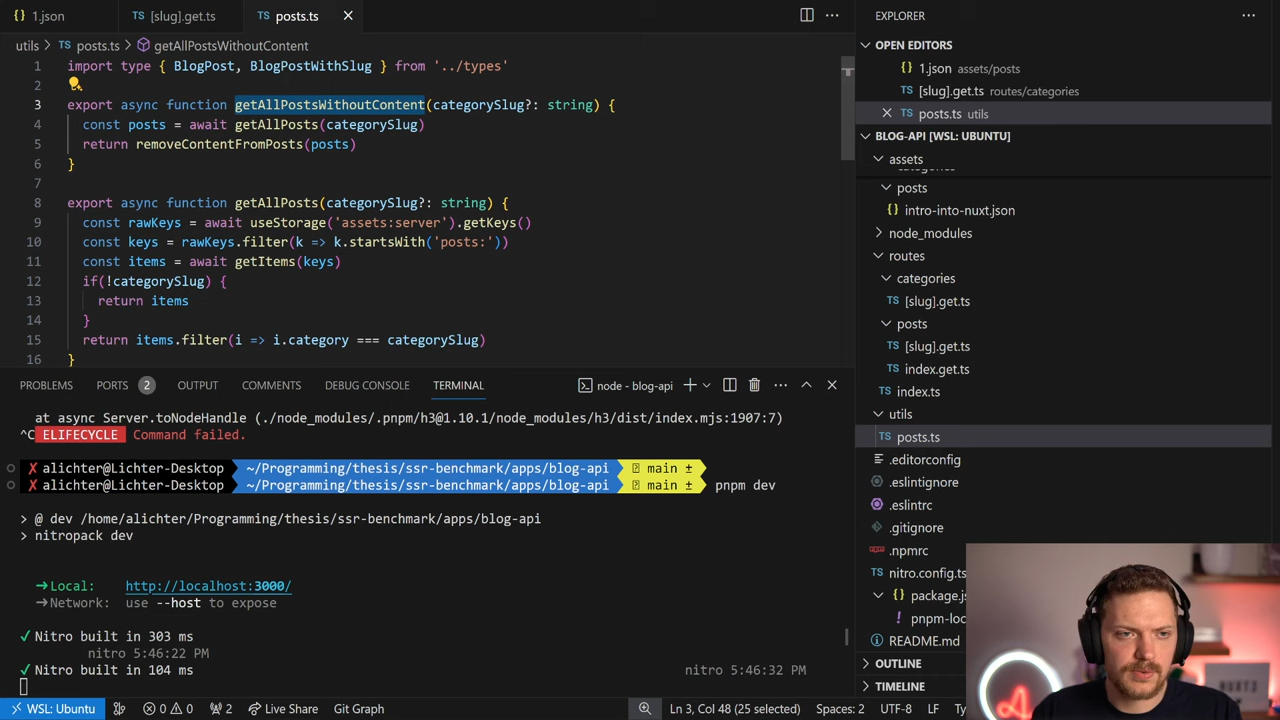 1.json
TS [slug].get.ts
TS posts.ts
utils > TS posts.ts > getAllPostsWithoutContent
1 import type { BlogPost, BlogPostWithSlug } from '../types'
2
3 export async function getAllPostsWithoutContent(categorySlug?: string) {
4 const posts = await getAllPosts(categorySlug)
5 return removeContentFromPosts(posts)
6 }
7
8 export async function getAllPosts(categorySlug?: string) {
9 const rawKeys = await useStorage('assets:server').getKeys()
10 const keys = rawKeys.filter(k => k.startsWith('posts:'))
11 const items = await getItems(keys)
12 if(!categorySlug) {
13 return items
14 }
15 return items.filter(i => i.category === categorySlug)
16 }
PROBLEMS PORTS 2 OUTPUT COMMENTS DEBUG CONSOLE TERMINAL node - blog-api
at async Server.toNodeHandle (./node_modules/.pnpm/h3@1.10.1/node_modules/h3/dist/index.mjs:1907:7)
^C ELIFECYCLE Command failed.
✗ alichter@Lichter-Desktop ~/Programming/thesis/ssr-benchmark/apps/blog-api main ±
✗ alichter@Lichter-Desktop ~/Programming/thesis/ssr-benchmark/apps/blog-api main ± pnpm dev
> @ dev /home/alichter/Programming/thesis/ssr-benchmark/apps/blog-api
> nitropack dev
➜ Local: http://localhost:3000/
➜ Network: use --host to expose
✓ Nitro built in 303 ms
nitro 5:46:22 PM
✓ Nitro built in 104 ms nitro 5:46:32 PM
EXPLORER
OPEN EDITORS
{} 1.json assets/posts
TS [slug].get.ts routes/categories
TS posts.ts utils
BLOG-API [WSL: UBUNTU]
assets
categories
posts
{} intro-into-nuxt.json
node_modules
routes
categories
TS [slug].get.ts
posts
TS [slug].get.ts
TS index.get.ts
TS index.ts
utils
TS posts.ts
.editorconfig
.eslintignore
.eslintrc
.gitignore
.npmrc
TS nitro.config.ts
{} package.js
pnpm-loc
README.md
OUTLINE
TIMELINE
WSL: Ubuntu 0 0 2 Live Share Git Graph Ln 3, Col 48 (25 selected) Spaces: 2 UTF-8 LF Ty